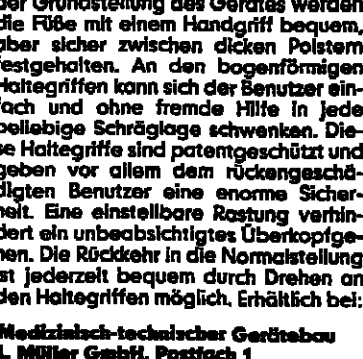 der Grundstellung des Gerätes werden
die Füße mit einem Handgriff bequem,
aber sicher zwischen dicken Polstern
festgehalten. An den bogenförmigen
Haltegriffen kann sich der Benutzer ein-
fach und ohne fremde Hilfe in jede
beliebige Schräglage schwenken. Die-
se Haltegriffe sind patentgeschützt und
geben vor allem dem rückengeschä-
digten Benutzer eine enorme Sicher-
heit. Eine einstellbare Rastung verhin-
dert ein unbeabsichtigtes Überkopfge-
hen. Die Rückkehr in die Normalstellung
ist jederzeit bequem durch Drehen an
den Haltegriffen möglich. Erhältlich bei:
Medizinisch-technischer Gerätebau
Müller GmbH, Postfach 1